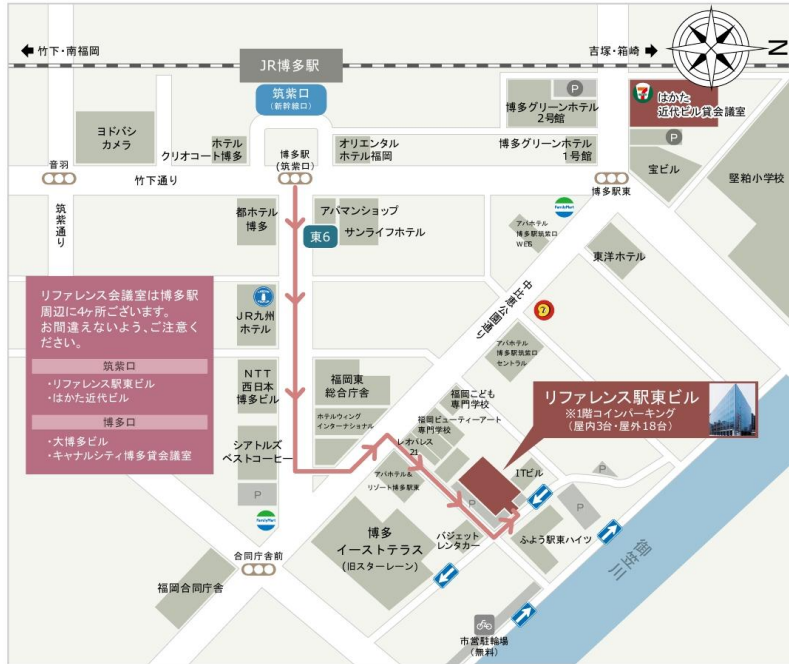 竹下・南福岡
吉塚・箱崎
N
JR博多駅
筑紫口
(新幹線口)
P
博多グリーンホテル
2号館
7
はかた
近代ビル貸会議室
P
ヨドバシ
カメラ
ホテル
クリオコート博多
博多駅
(筑紫口)
オリエンタル
ホテル福岡
博多グリーンホテル
1号館
宝ビル
堅粕小学校
音羽
竹下通り
博多駅東
筑紫通り
都ホテル
博多
アパマンショップ
東6
サンライフホテル
FamilyMart
アパホテル
博多駅筑紫口
WEG
東洋ホテル
中比恵公園通り
リファレンス会議室は博多駅
周辺に4ヶ所ございます。
お間違えないよう、ご注意く
ださい。
筑紫口
・リファレンス駅東ビル
・はかた近代ビル
博多口
・大博多ビル
・キャナルシティ博多貸会議室
JR九州
ホテル
アパホテル
博多駅筑紫口
セントラル
NTT
西日本
博多ビル
福岡東
総合庁舎
ホテルウィング
インターナショナル
福岡こども
専門学校
福岡ビューティーアート
専門学校
レオパレス
21
リファレンス駅東ビル
※1階コインパーキング
(屋内3台・屋外18台)
シアトルズ
ベストコーヒー
P
アパホテル&
リゾート博多駅東
ITビル
P
P
P
FamilyMart
博多
イーストテラス
(旧スターレーン)
バジェット
レンタカー
ふよう駅東ハイツ
御笠川
合同庁舎前
福岡合同庁舎
市営駐輪場
(無料)